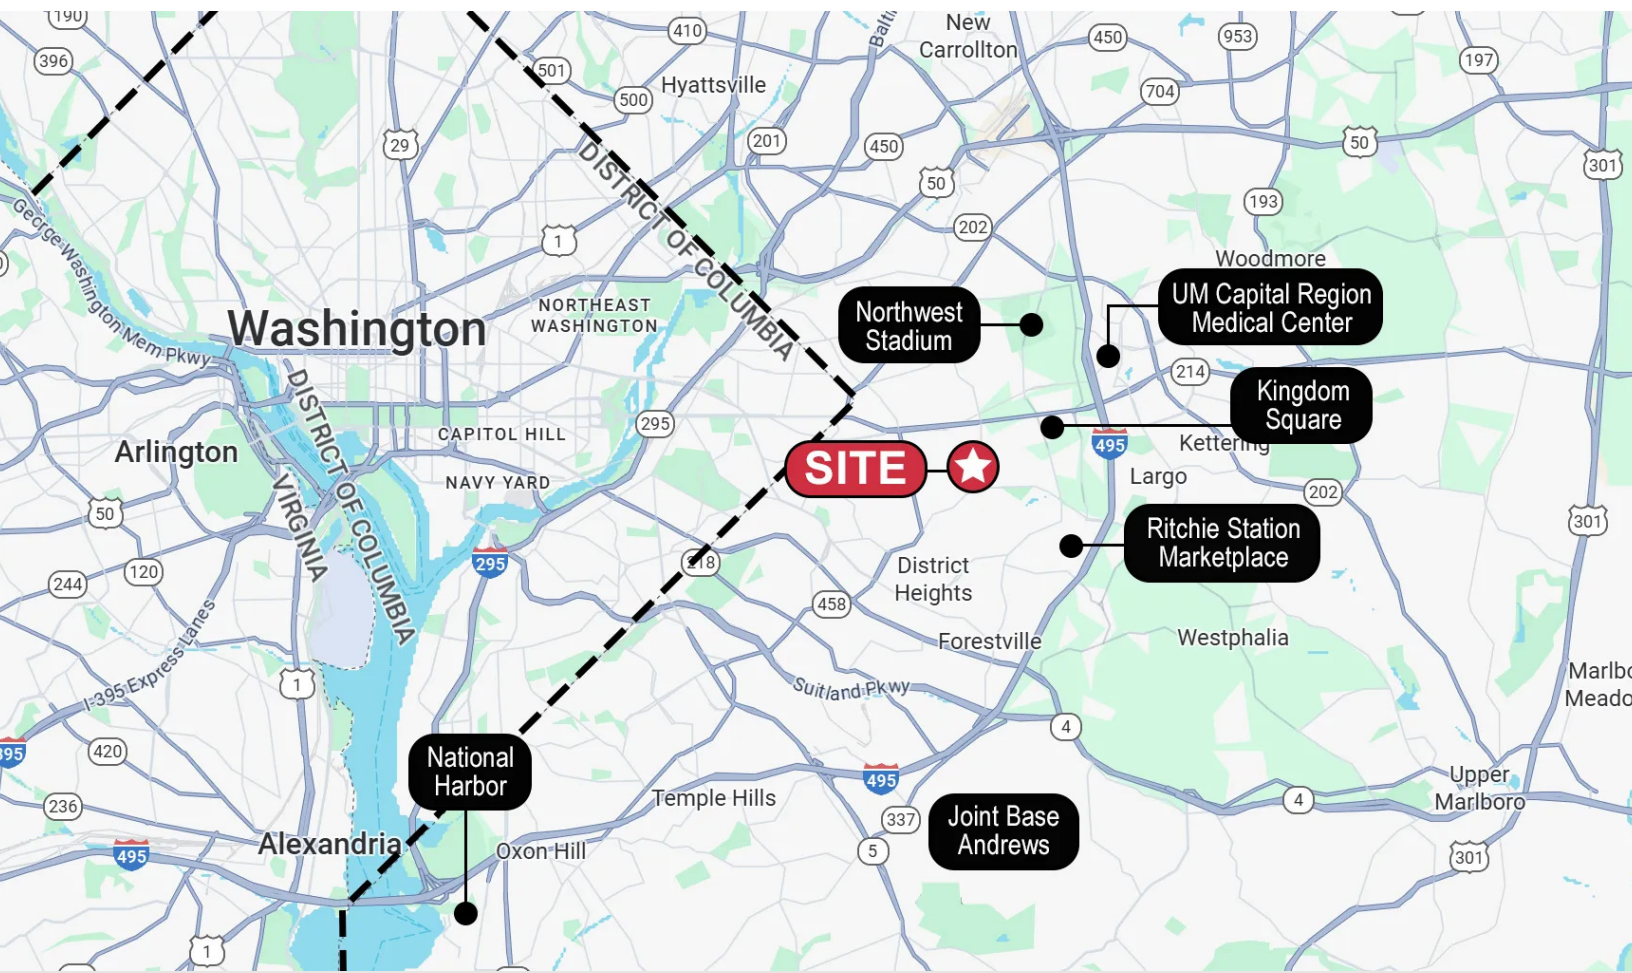 190
396
29
501
500
410
Hyattsville
New
Carrollton
450
953
197
704
201
450
50
50
301
193
202
1
George Washington Mem Pkwy
DISTRICT OF COLUMBIA
Woodmore
UM Capital Region
Medical Center
Northwest
Stadium
NORTHEAST
WASHINGTON
Washington
214
Kingdom
Square
295
CAPITOL HILL
Arlington
DISTRICT OF COLUMBIA
VIRGINIA
SITE
495
Kettering
Largo
NAVY YARD
202
50
301
Ritchie Station
Marketplace
295
218
District
Heights
120
244
458
Forestville
Westphalia
I-395 Express Lanes
1
Suitland Pkwy
4
395
420
National
Harbor
495
Temple Hills
Upper
Marlboro
4
236
337
Joint Base
Andrews
Alexandria
495
Oxon Hill
5
301
1